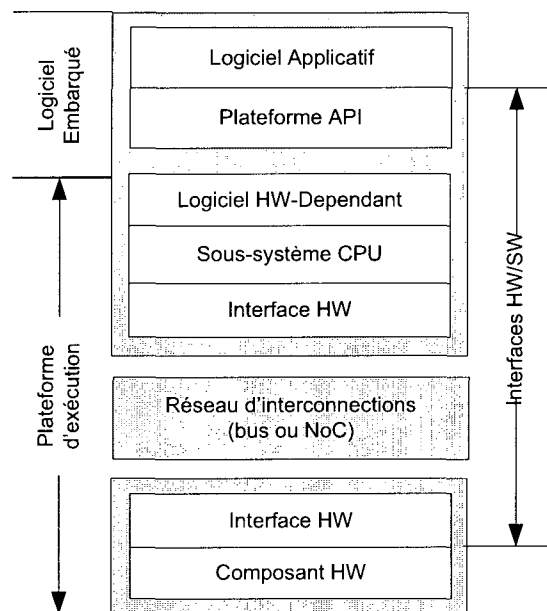 Logiciel
Embarqué
Logiciel Applicatif
Plateforme API
Logiciel HW-Dependant
Sous-système CPU
Interface HW
Plateforme
d'exécution
Interfaces HW/SW
Réseau d'interconnections
(bus ou NoC)
Interface HW
Composant HW